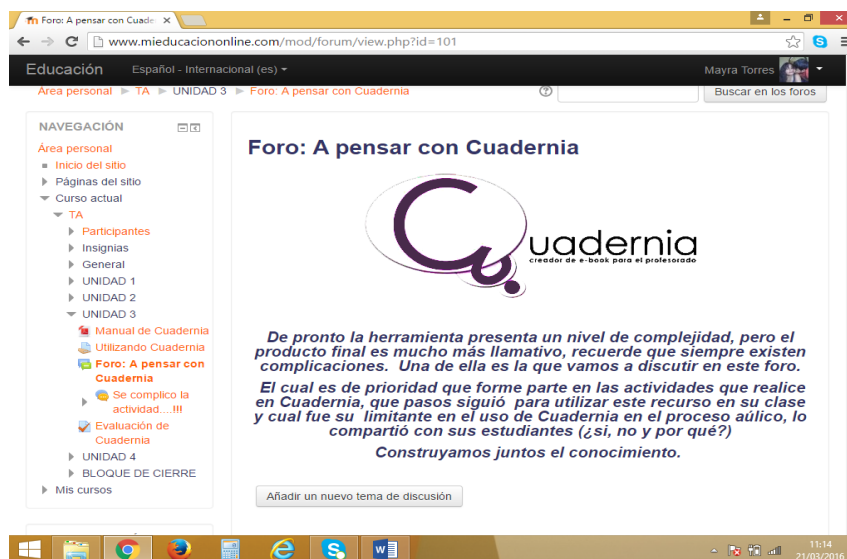 Foro: A pensar con Cuade
www.mieducaciononline.com/mod/forum/view.php?id=101
Educación Español - Internacional (es) Mayra Torres
Área personal TA UNIDAD 3 Foro: A pensar con Cuadernia Buscar en los foros
NAVEGACIÓN
Área personal
Inicio del sitio
Páginas del sitio
Curso actual
TA
Participantes
Insignias
General
UNIDAD 1
UNIDAD 2
UNIDAD 3
Manual de Cuadernia
Utilizando Cuadernia
Foro: A pensar con
Cuadernia
Se complico la
actividad....!!!
Evaluación de
Cuadernia
UNIDAD 4
BLOQUE DE CIERRE
Mis cursos
Foro: A pensar con Cuadernia
Cuadernia
creador de e-book para el profesorado
De pronto la herramienta presenta un nivel de complejidad, pero el
producto final es mucho más llamativo, recuerde que siempre existen
complicaciones. Una de ella es la que vamos a discutir en este foro.
El cual es de prioridad que forme parte en las actividades que realice
en Cuadernia, que pasos siguió para utilizar este recurso en su clase
y cual fue su limitante en el uso de Cuadernia en el proceso aúlico, lo
compartió con sus estudiantes (¿si, no y por qué?)
Construyamos juntos el conocimiento.
Añadir un nuevo tema de discusión
11:14
21/03/2016